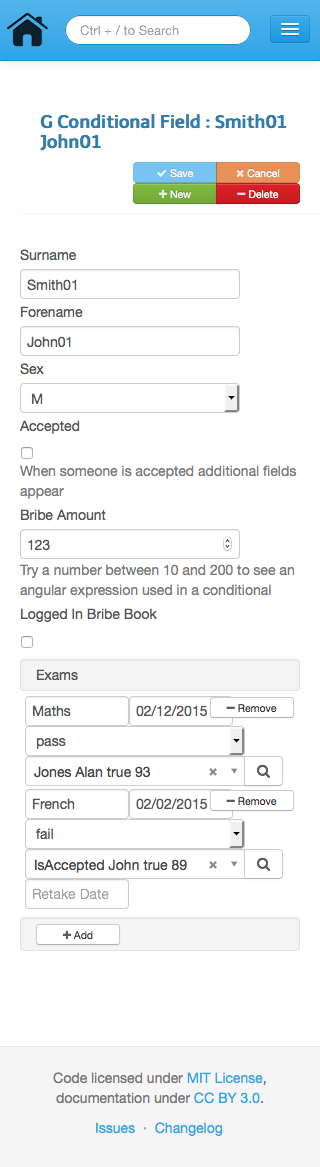 Ctrl + / to Search
G Conditional Field : Smith01
John01
Save
Cancel
New
Delete
Surname
Smith01
Forename
John01
Sex
M
Accepted
When someone is accepted additional fields
appear
Bribe Amount
123
Try a number between 10 and 200 to see an
angular expression used in a conditional
Logged In Bribe Book
Exams
Maths
02/12/2015
Remove
pass
Jones Alan true 93
French
02/02/2015
Remove
fail
IsAccepted John true 89
Retake Date
Add
Code licensed under MIT License,
documentation under CC BY 3.0.
Issues · Changelog